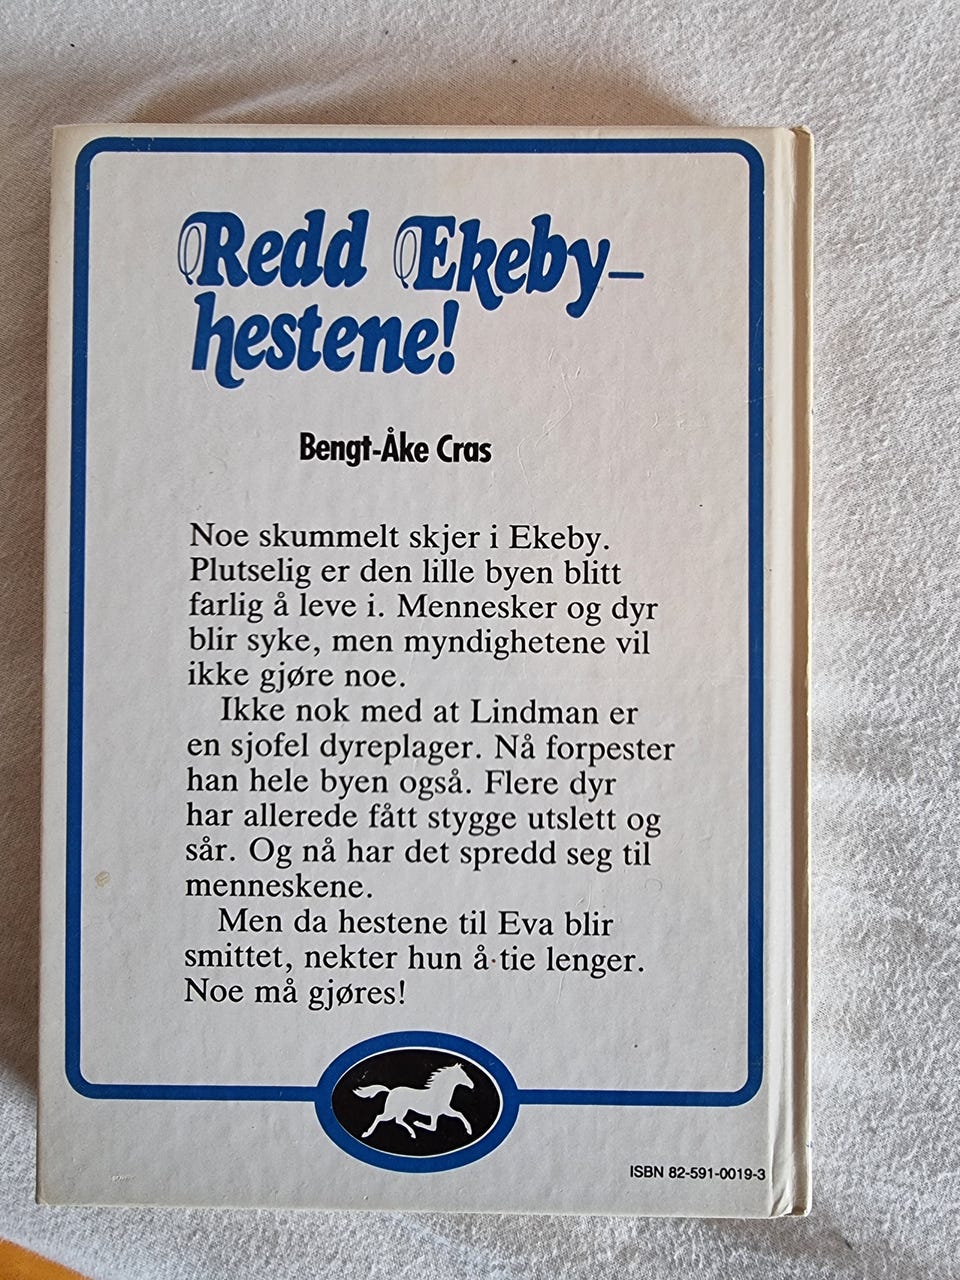 Redd Ekeby-
hestene!
Bengt-Åke Cras
Noe skummelt skjer i Ekeby.
Plutselig er den lille byen blitt
farlig å leve i. Mennesker og dyr
blir syke, men myndighetene vil
ikke gjøre noe.
Ikke nok med at Lindman er
en sjofel dyreplager. Nå forpester
han hele byen også. Flere dyr
har allerede fått stygge utslett og
sår. Og nå har det spredd seg til
menneskene.
Men da hestene til Eva blir
smittet, nekter hun å tie lenger.
Noe må gjøres!
ISBN 82-591-0019-3